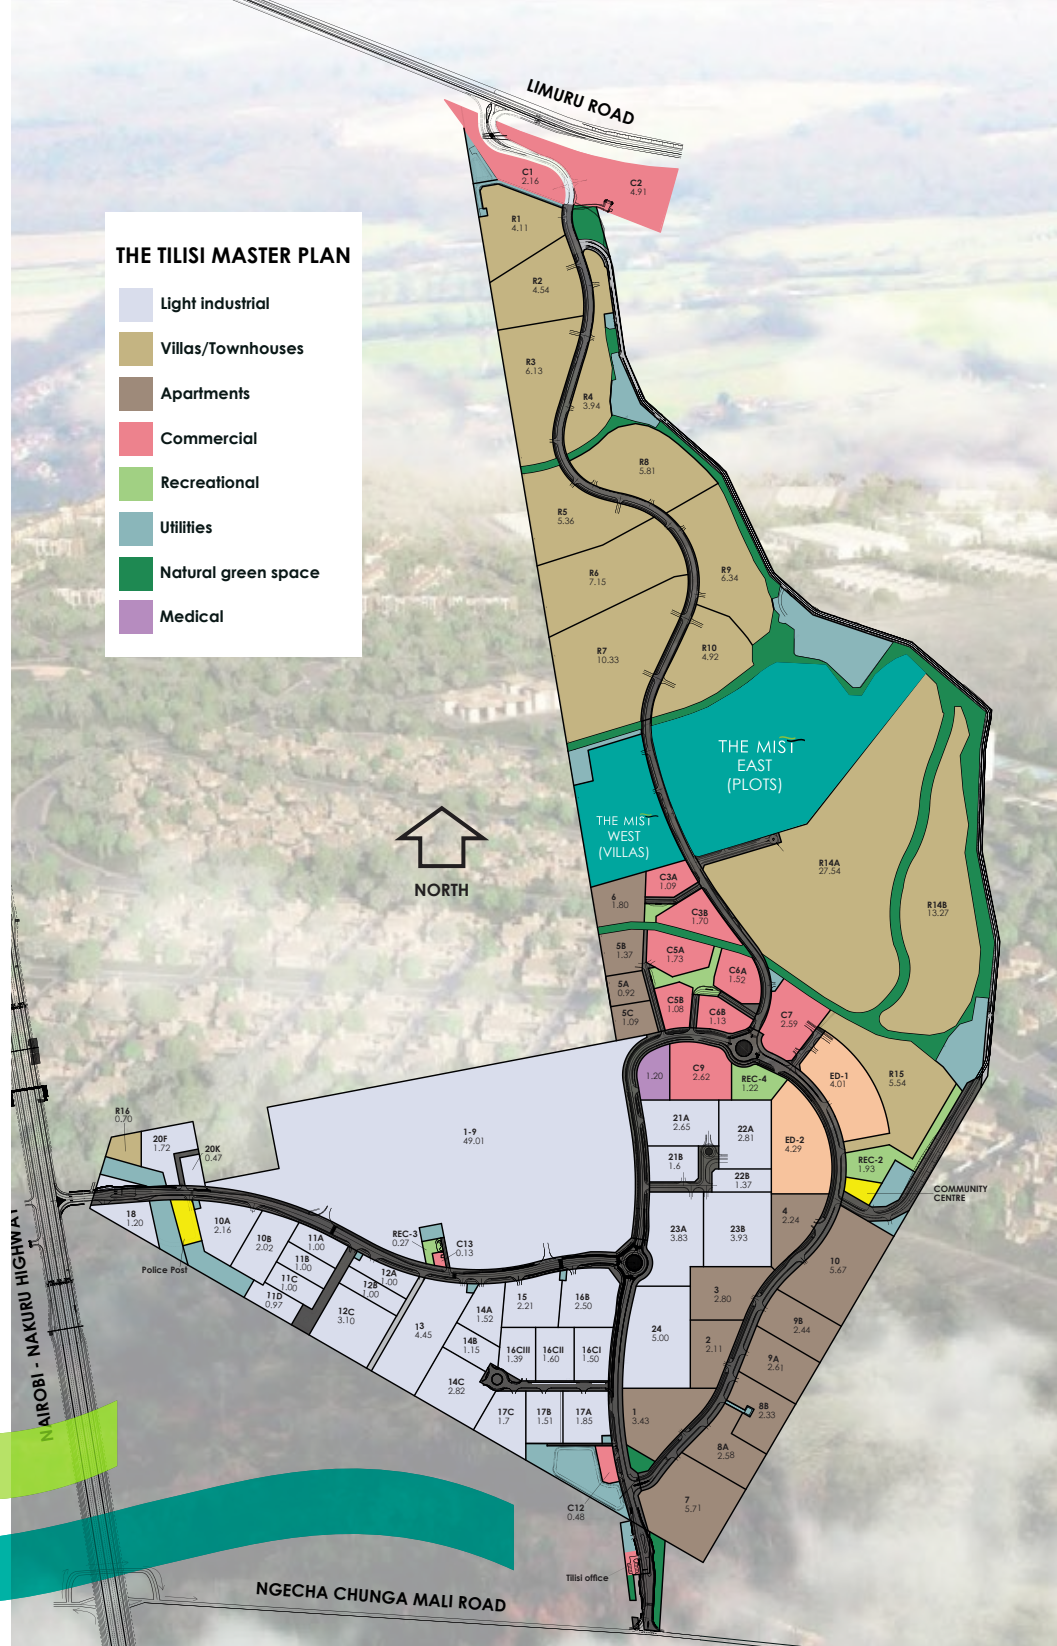 LIMURU ROAD
C1
2.16
C2
4.91
R1
4.11
THE TILISI MASTER PLAN
Light industrial
Villas/Townhouses
Apartments
Commercial
Recreational
Utilities
Natural green space
Medical
R2
4.54
R3
6.13
R4
3.94
R8
5.81
R5
5.36
R6
7.15
R9
6.34
R7
10.33
R10
4.92
THE MIST
EAST
(PLOTS)
THE MIST
WEST
(VILLAS)
NORTH
R14A
27.54
R14B
13.27
C3A
1.09
6
1.80
C3B
1.70
5B
1.37
C5A
1.73
C6A
1.52
5A
0.92
C5B
1.08
C6B
1.13
5C
1.09
C7
2.59
1.20
C9
2.62
REC-4
1.22
ED-1
4.01
R15
5.54
R16
0.70
20F
1.72
20K
0.47
1-9
49.01
21A
2.65
22A
2.81
ED-2
4.29
21B
1.6
22B
1.37
REC-2
1.93
COMMUNITY
CENTRE
18
1.20
10A
2.16
10B
2.02
11A
1.00
11B
1.00
11C
1.00
11D
0.97
Police Post
REC-3
0.27
C13
0.13
12A
1.00
12B
1.00
12C
3.10
23A
3.83
23B
3.93
4
2.24
10
5.67
13
4.45
14A
1.52
15
2.21
16B
2.50
3
2.80
24
5.00
9B
2.44
14B
1.15
16CIII
1.39
16CII
1.60
16CI
1.50
2
2.11
9A
2.61
14C
2.82
17C
1.7
17B
1.51
17A
1.85
1
3.43
8B
2.33
8A
2.58
7
5.71
C12
0.48
Tilisi office
NAIROBI - NAKURU HIGHWAY
NGECHA CHUNGA MALI ROAD